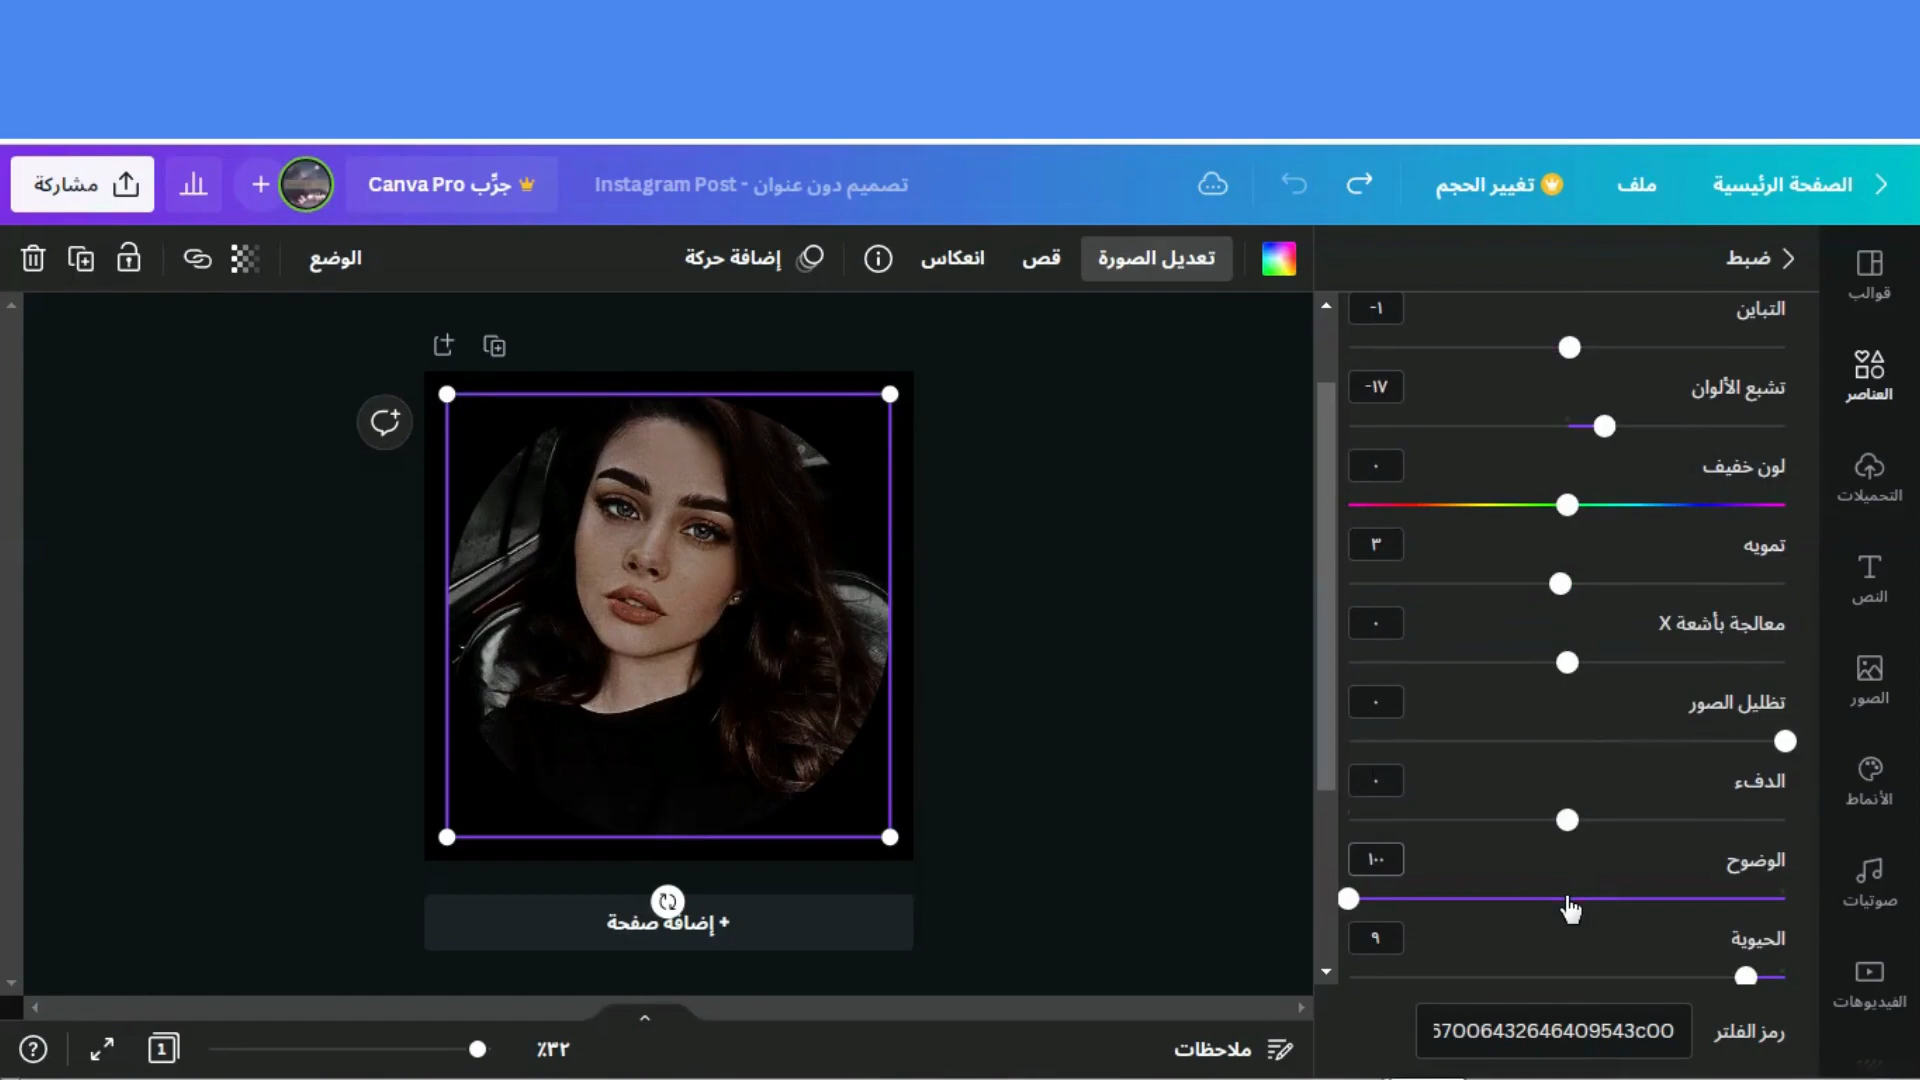 الصفحة الرئيسية
ملف
تغيير الحجم
تصميم دون عنوان - Instagram Post
جرِّب Canva Pro
مشاركة
ضبط
تعديل الصورة
قص
انعكاس
إضافة حركة
الوضع
قوالب
العناصر
التحميلات
النص
الصور
الأنماط
صوتيات
الفيديوهات
التباين
-١
تشبع الألوان
-١٧
لون خفيف
٠
تمويه
٣
معالجة بأشعة X
٠
تظليل الصور
٠
الدفء
٠
الوضوح
١٠٠
الحيوية
٩
رمز الفلتر
67006432646409543c00
+ إضافة صفحة
ملاحظات
٪٣٢
1